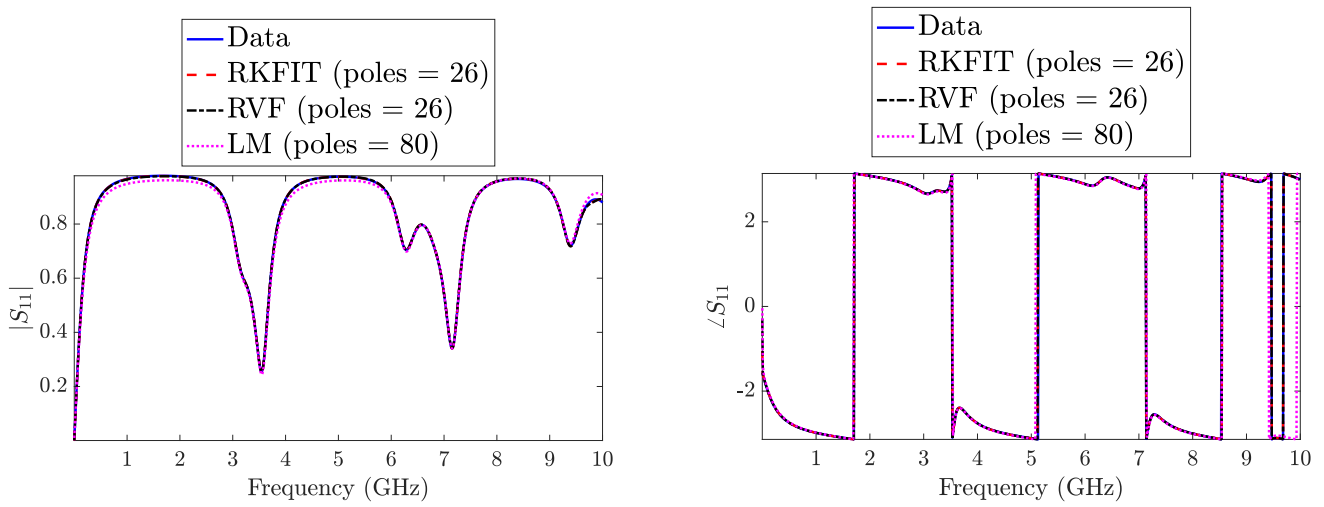 Data
RKFIT (poles = 26)
RVF (poles = 26)
LM (poles = 80)
|S₁₁|
0.8
0.6
0.4
0.2
1 2 3 4 5 6 7 8 9 10
Frequency (GHz)
Data
RKFIT (poles = 26)
RVF (poles = 26)
LM (poles = 80)
∠S₁₁
2
0
-2
1 2 3 4 5 6 7 8 9 10
Frequency (GHz)